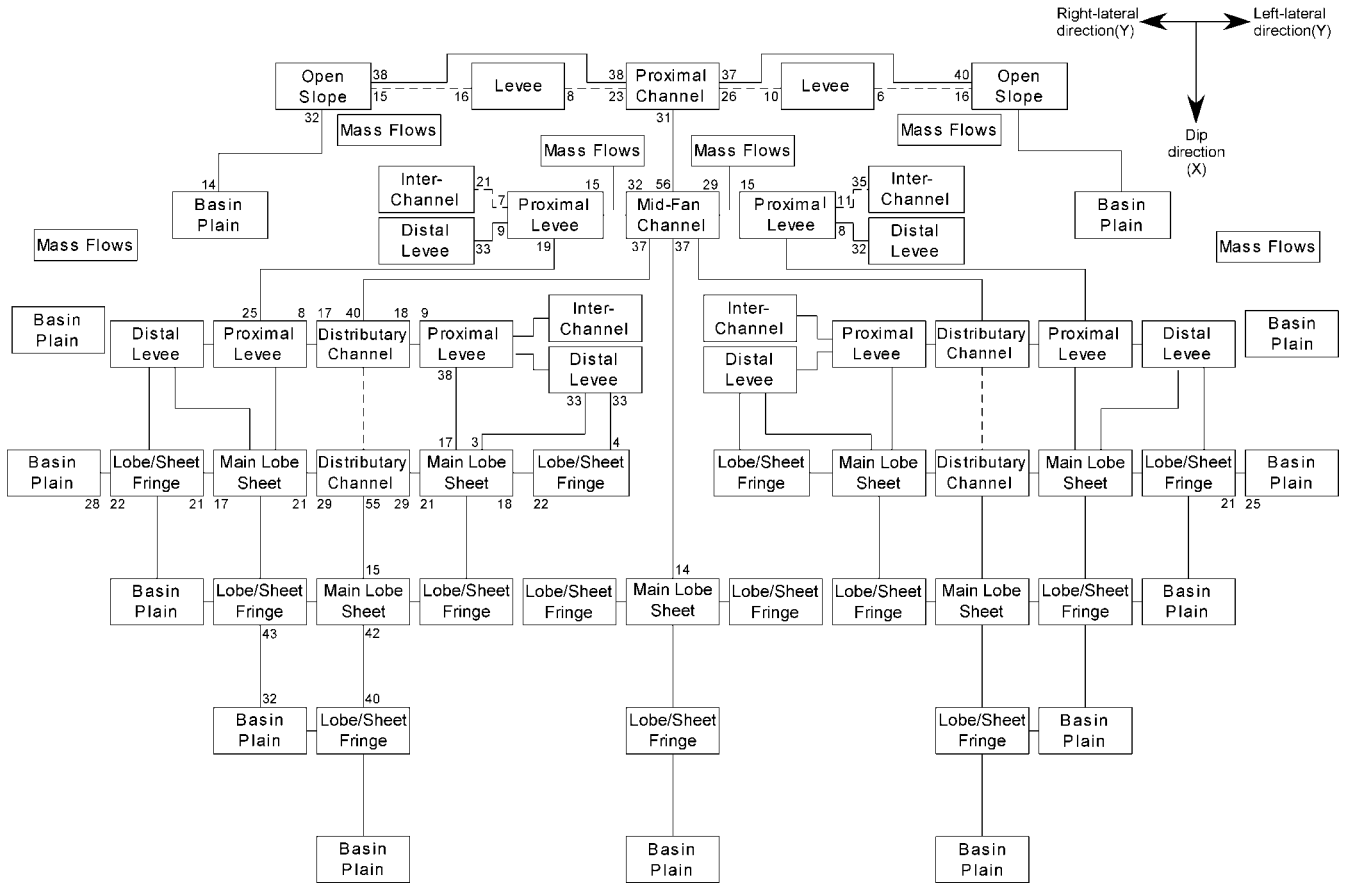 Right-lateral
direction(Y)
Left-lateral
direction(Y)
Dip
direction
(X)
38 38 37 40
Open
Slope
Levee
Proximal
Channel
Levee
Open
Slope
15 16 8 23 26 10 6 16
32 31
Mass Flows
Mass Flows
Mass Flows
Mass Flows
14
Basin
Plain
Inter-
Channel
21
7
Distal
Levee
9
33
15
Proximal
Levee
19
32 56 29
Mid-Fan
Channel
37 37
15
Proximal
Levee
11
8
35
Inter-
Channel
Distal
Levee
32
Basin
Plain
Mass Flows
Mass Flows
25 8 17 40 18 9
Basin
Plain
Distal
Levee
Proximal
Levee
Distributary
Channel
Proximal
Levee
38
Inter-
Channel
Distal
Levee
33 33
Inter-
Channel
Distal
Levee
Proximal
Levee
Distributary
Channel
Proximal
Levee
Distal
Levee
Basin
Plain
17 3 4
Basin
Plain
Lobe/Sheet
Fringe
Main Lobe
Sheet
Distributary
Channel
Main Lobe
Sheet
Lobe/Sheet
Fringe
Lobe/Sheet
Fringe
Main Lobe
Sheet
Distributary
Channel
Main Lobe
Sheet
Lobe/Sheet
Fringe
Basin
Plain
28 22 21 17 21 29 55 29 21 18 22 21 25
15 14
Basin
Plain
Lobe/Sheet
Fringe
Main Lobe
Sheet
Lobe/Sheet
Fringe
Lobe/Sheet
Fringe
Main Lobe
Sheet
Lobe/Sheet
Fringe
Lobe/Sheet
Fringe
Main Lobe
Sheet
Lobe/Sheet
Fringe
Basin
Plain
43 42
32 40
Basin
Plain
Lobe/Sheet
Fringe
Lobe/Sheet
Fringe
Lobe/Sheet
Fringe
Basin
Plain
Basin
Plain
Basin
Plain
Basin
Plain